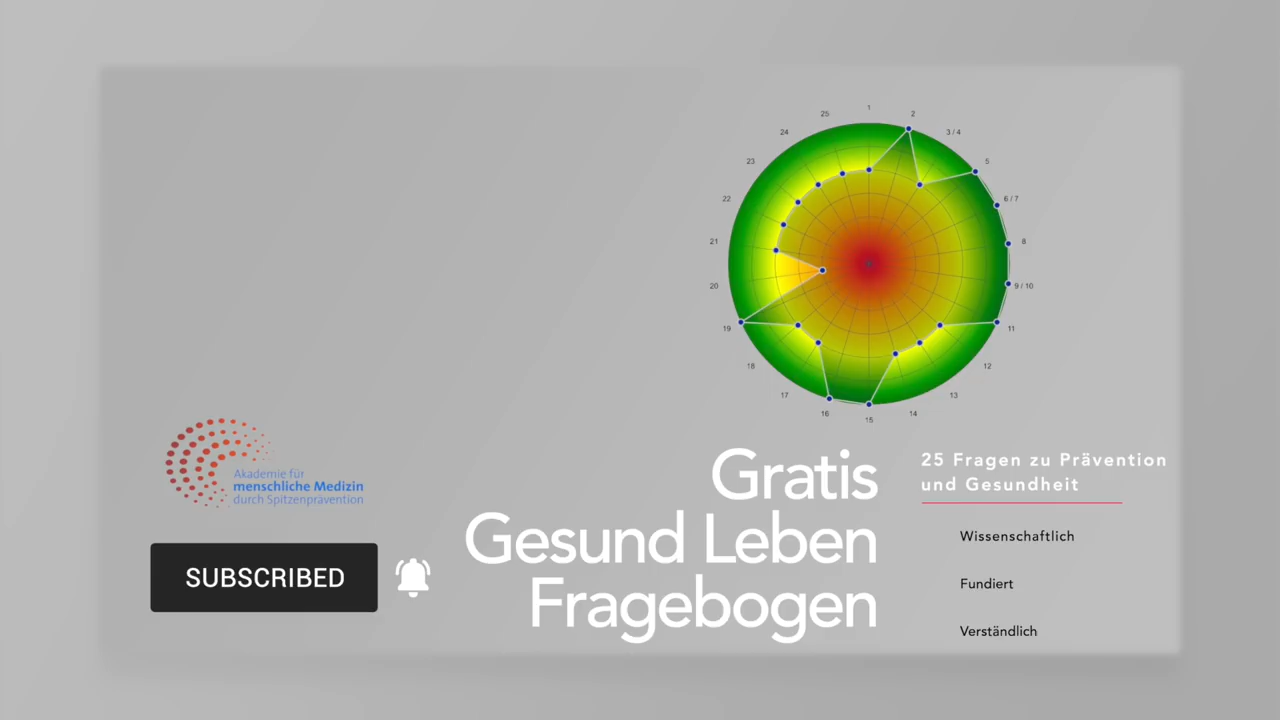 1
2
3 / 4
5
6 / 7
8
9 / 10
11
12
13
14
15
16
17
18
19
20
21
22
23
24
25
Akademie für
menschliche Medizin
durch Spitzenprävention
SUBSCRIBED
Gratis
Gesund Leben
Fragebogen
25 Fragen zu Prävention
und Gesundheit
Wissenschaftlich
Fundiert
Verständlich